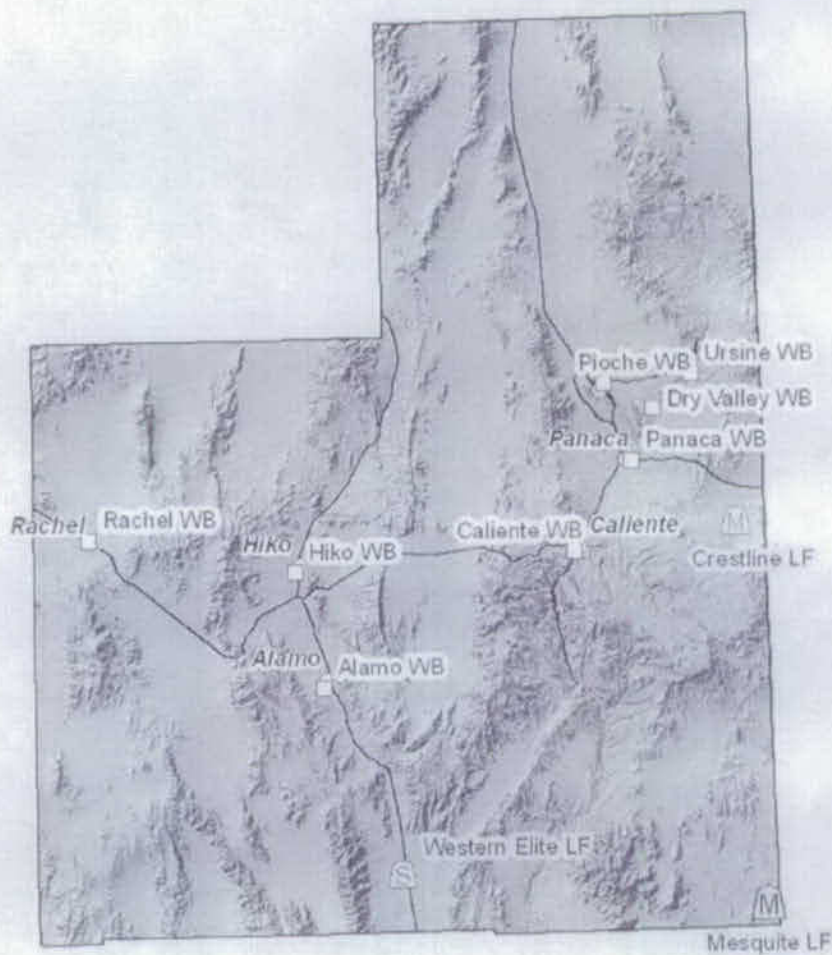 Ursine WB
Pioche WB
Dry Valley WB
Panaca
Panaca WB
Rachel
Rachel WB
Hiko
Hiko WB
Caliente WB
Caliente
M
Crestline LF
Alamo
Alamo WB
Western Elite LF
S
M
Mesquite LF